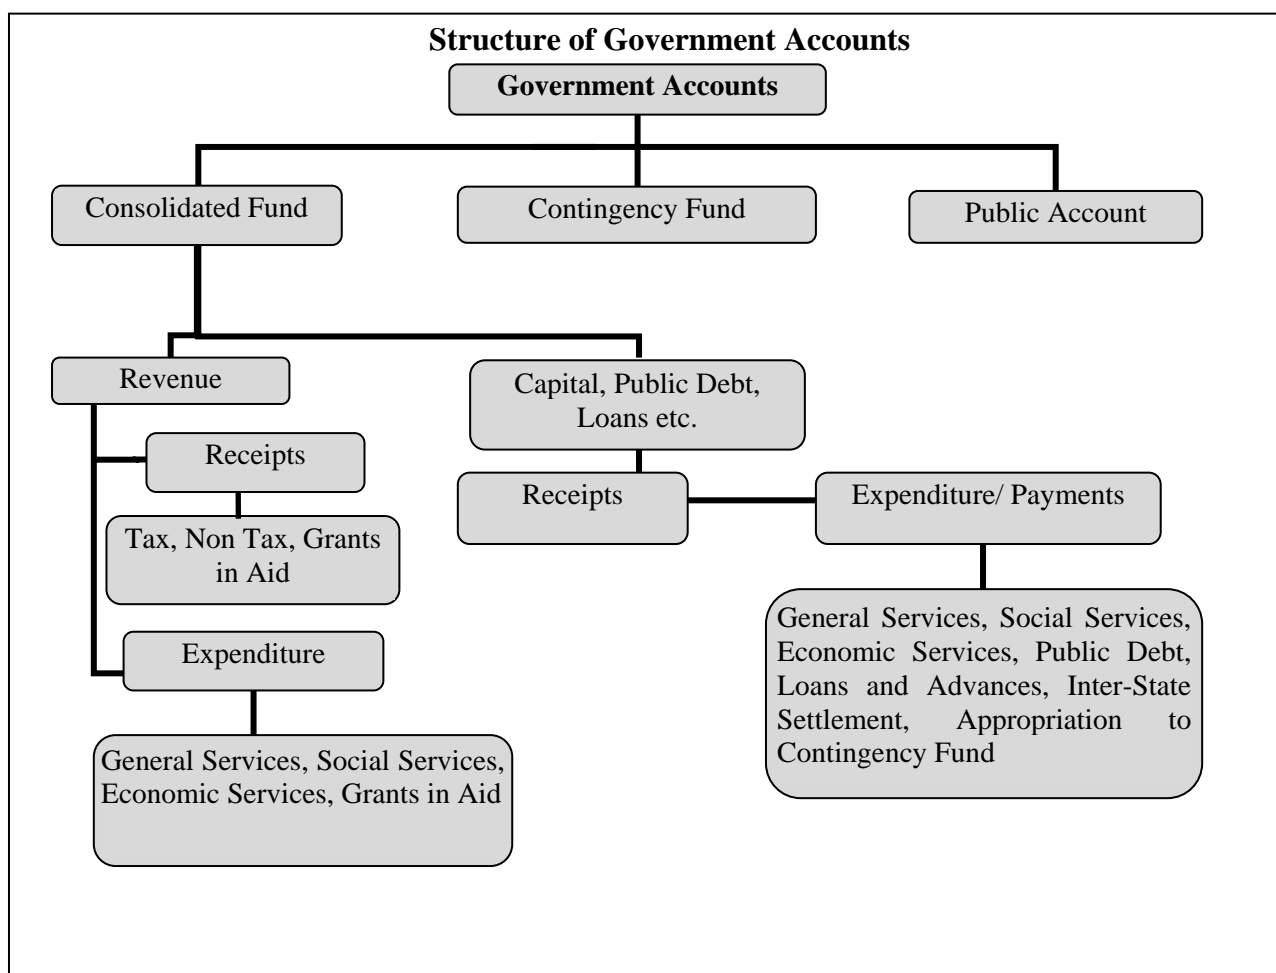 Structure of Government Accounts
Government Accounts
Consolidated Fund
Contingency Fund
Public Account
Revenue
Capital, Public Debt,
Loans etc.
Receipts
Receipts
Expenditure/ Payments
Tax, Non Tax, Grants
in Aid
General Services, Social Services,
Economic Services, Public Debt,
Loans and Advances, Inter-State
Settlement, Appropriation to
Contingency Fund
Expenditure
General Services, Social Services,
Economic Services, Grants in Aid